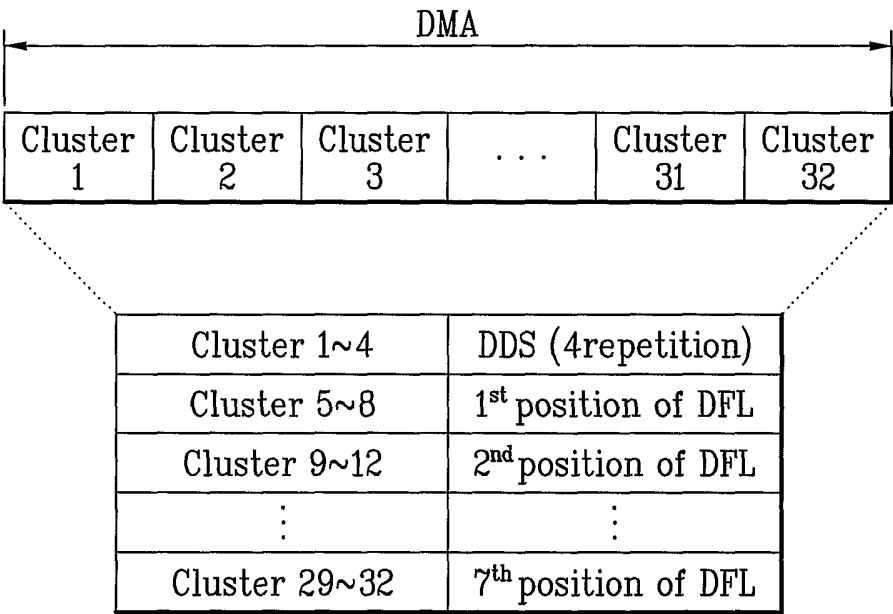 DMA
Cluster 1
Cluster 2
Cluster 3
. . .
Cluster 31
Cluster 32
Cluster 1~4 DDS (4repetition)
Cluster 5~8 1st position of DFL
Cluster 9~12 2nd position of DFL
⋮ ⋮
Cluster 29~32 7th position of DFL